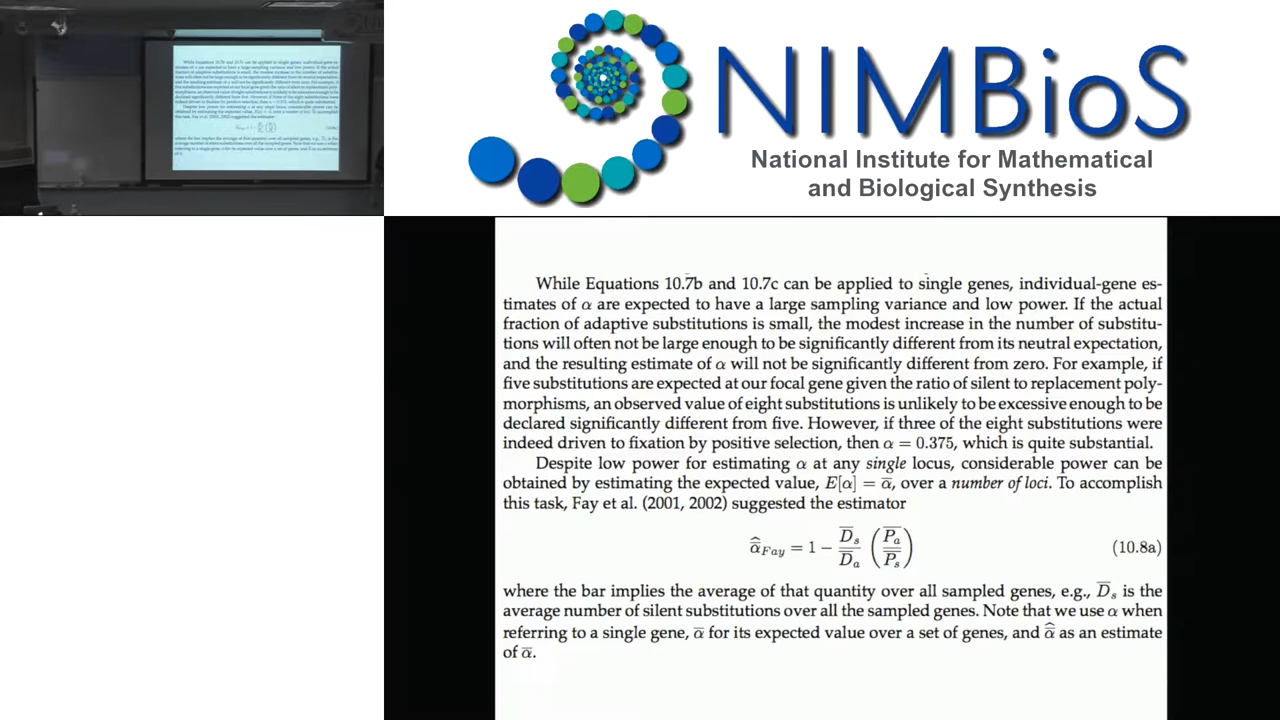 NIMBioS
National Institute for Mathematical
and Biological Synthesis
While Equations 10.7b and 10.7c can be applied to single genes, individual-gene es-
timates of α are expected to have a large sampling variance and low power. If the actual
fraction of adaptive substitutions is small, the modest increase in the number of substitu-
tions will often not be large enough to be significantly different from its neutral expectation,
and the resulting estimate of α will not be significantly different from zero. For example, if
five substitutions are expected at our focal gene given the ratio of silent to replacement poly-
morphisms, an observed value of eight substitutions is unlikely to be excessive enough to be
declared significantly different from five. However, if three of the eight substitutions were
indeed driven to fixation by positive selection, then α = 0.375, which is quite substantial.
Despite low power for estimating α at any single locus, considerable power can be
obtained by estimating the expected value, E[α] = α̅, over a number of loci. To accomplish
this task, Fay et al. (2001, 2002) suggested the estimator
α̅̂_Fay = 1 − D̅_s/D̅_a (P̅_a/P̅_s) (10.8a)
where the bar implies the average of that quantity over all sampled genes, e.g., D̅_s is the
average number of silent substitutions over all the sampled genes. Note that we use α when
referring to a single gene, α̅ for its expected value over a set of genes, and α̅̂ as an estimate
of α̅.